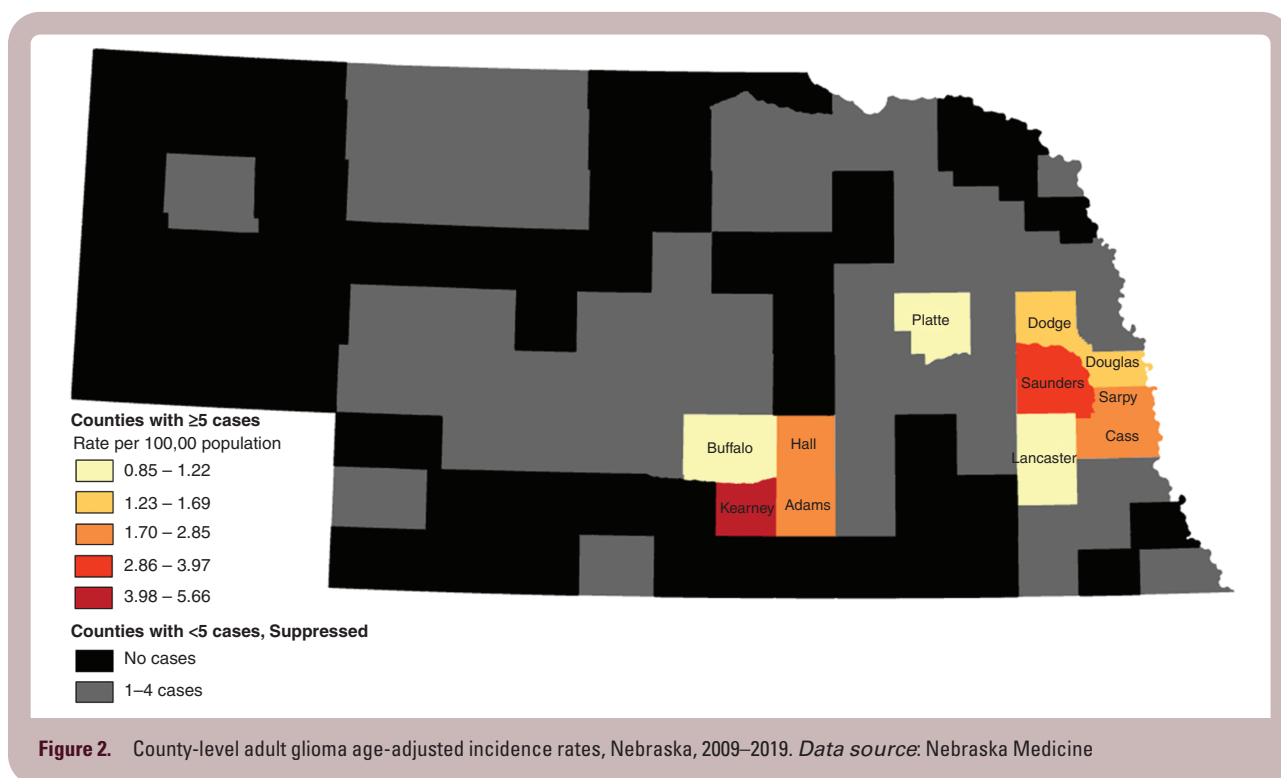 Platte
Dodge
Douglas
Saunders
Sarpy
Cass
Buffalo
Hall
Lancaster
Kearney
Adams
Counties with ≥5 cases
Rate per 100,00 population
0.85 – 1.22
1.23 – 1.69
1.70 – 2.85
2.86 – 3.97
3.98 – 5.66
Counties with <5 cases, Suppressed
No cases
1–4 cases
Figure 2. County-level adult glioma age-adjusted incidence rates, Nebraska, 2009–2019. Data source: Nebraska Medicine